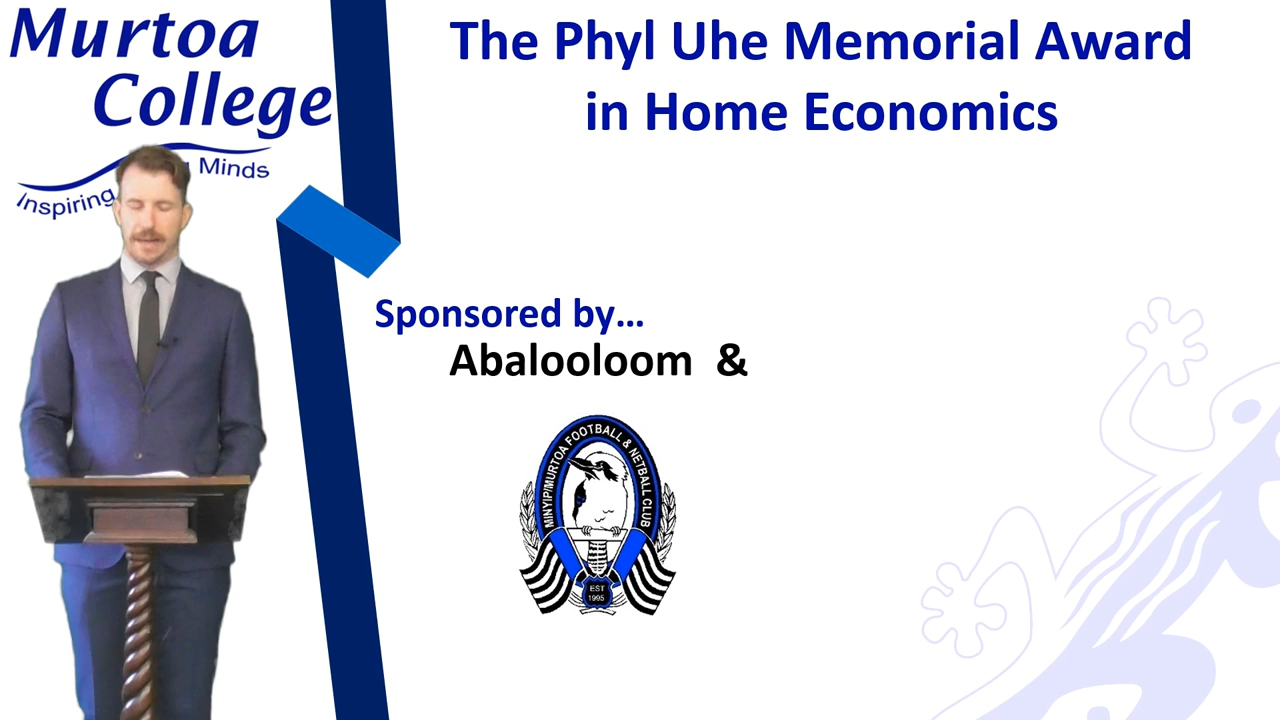 Murtoa
College
Inspiring
Minds
The Phyl Uhe Memorial Award
in Home Economics
Sponsored by...
Abalooloom &
MINYIP/MURTOA FOOTBALL & NETBALL CLUB
EST
1995